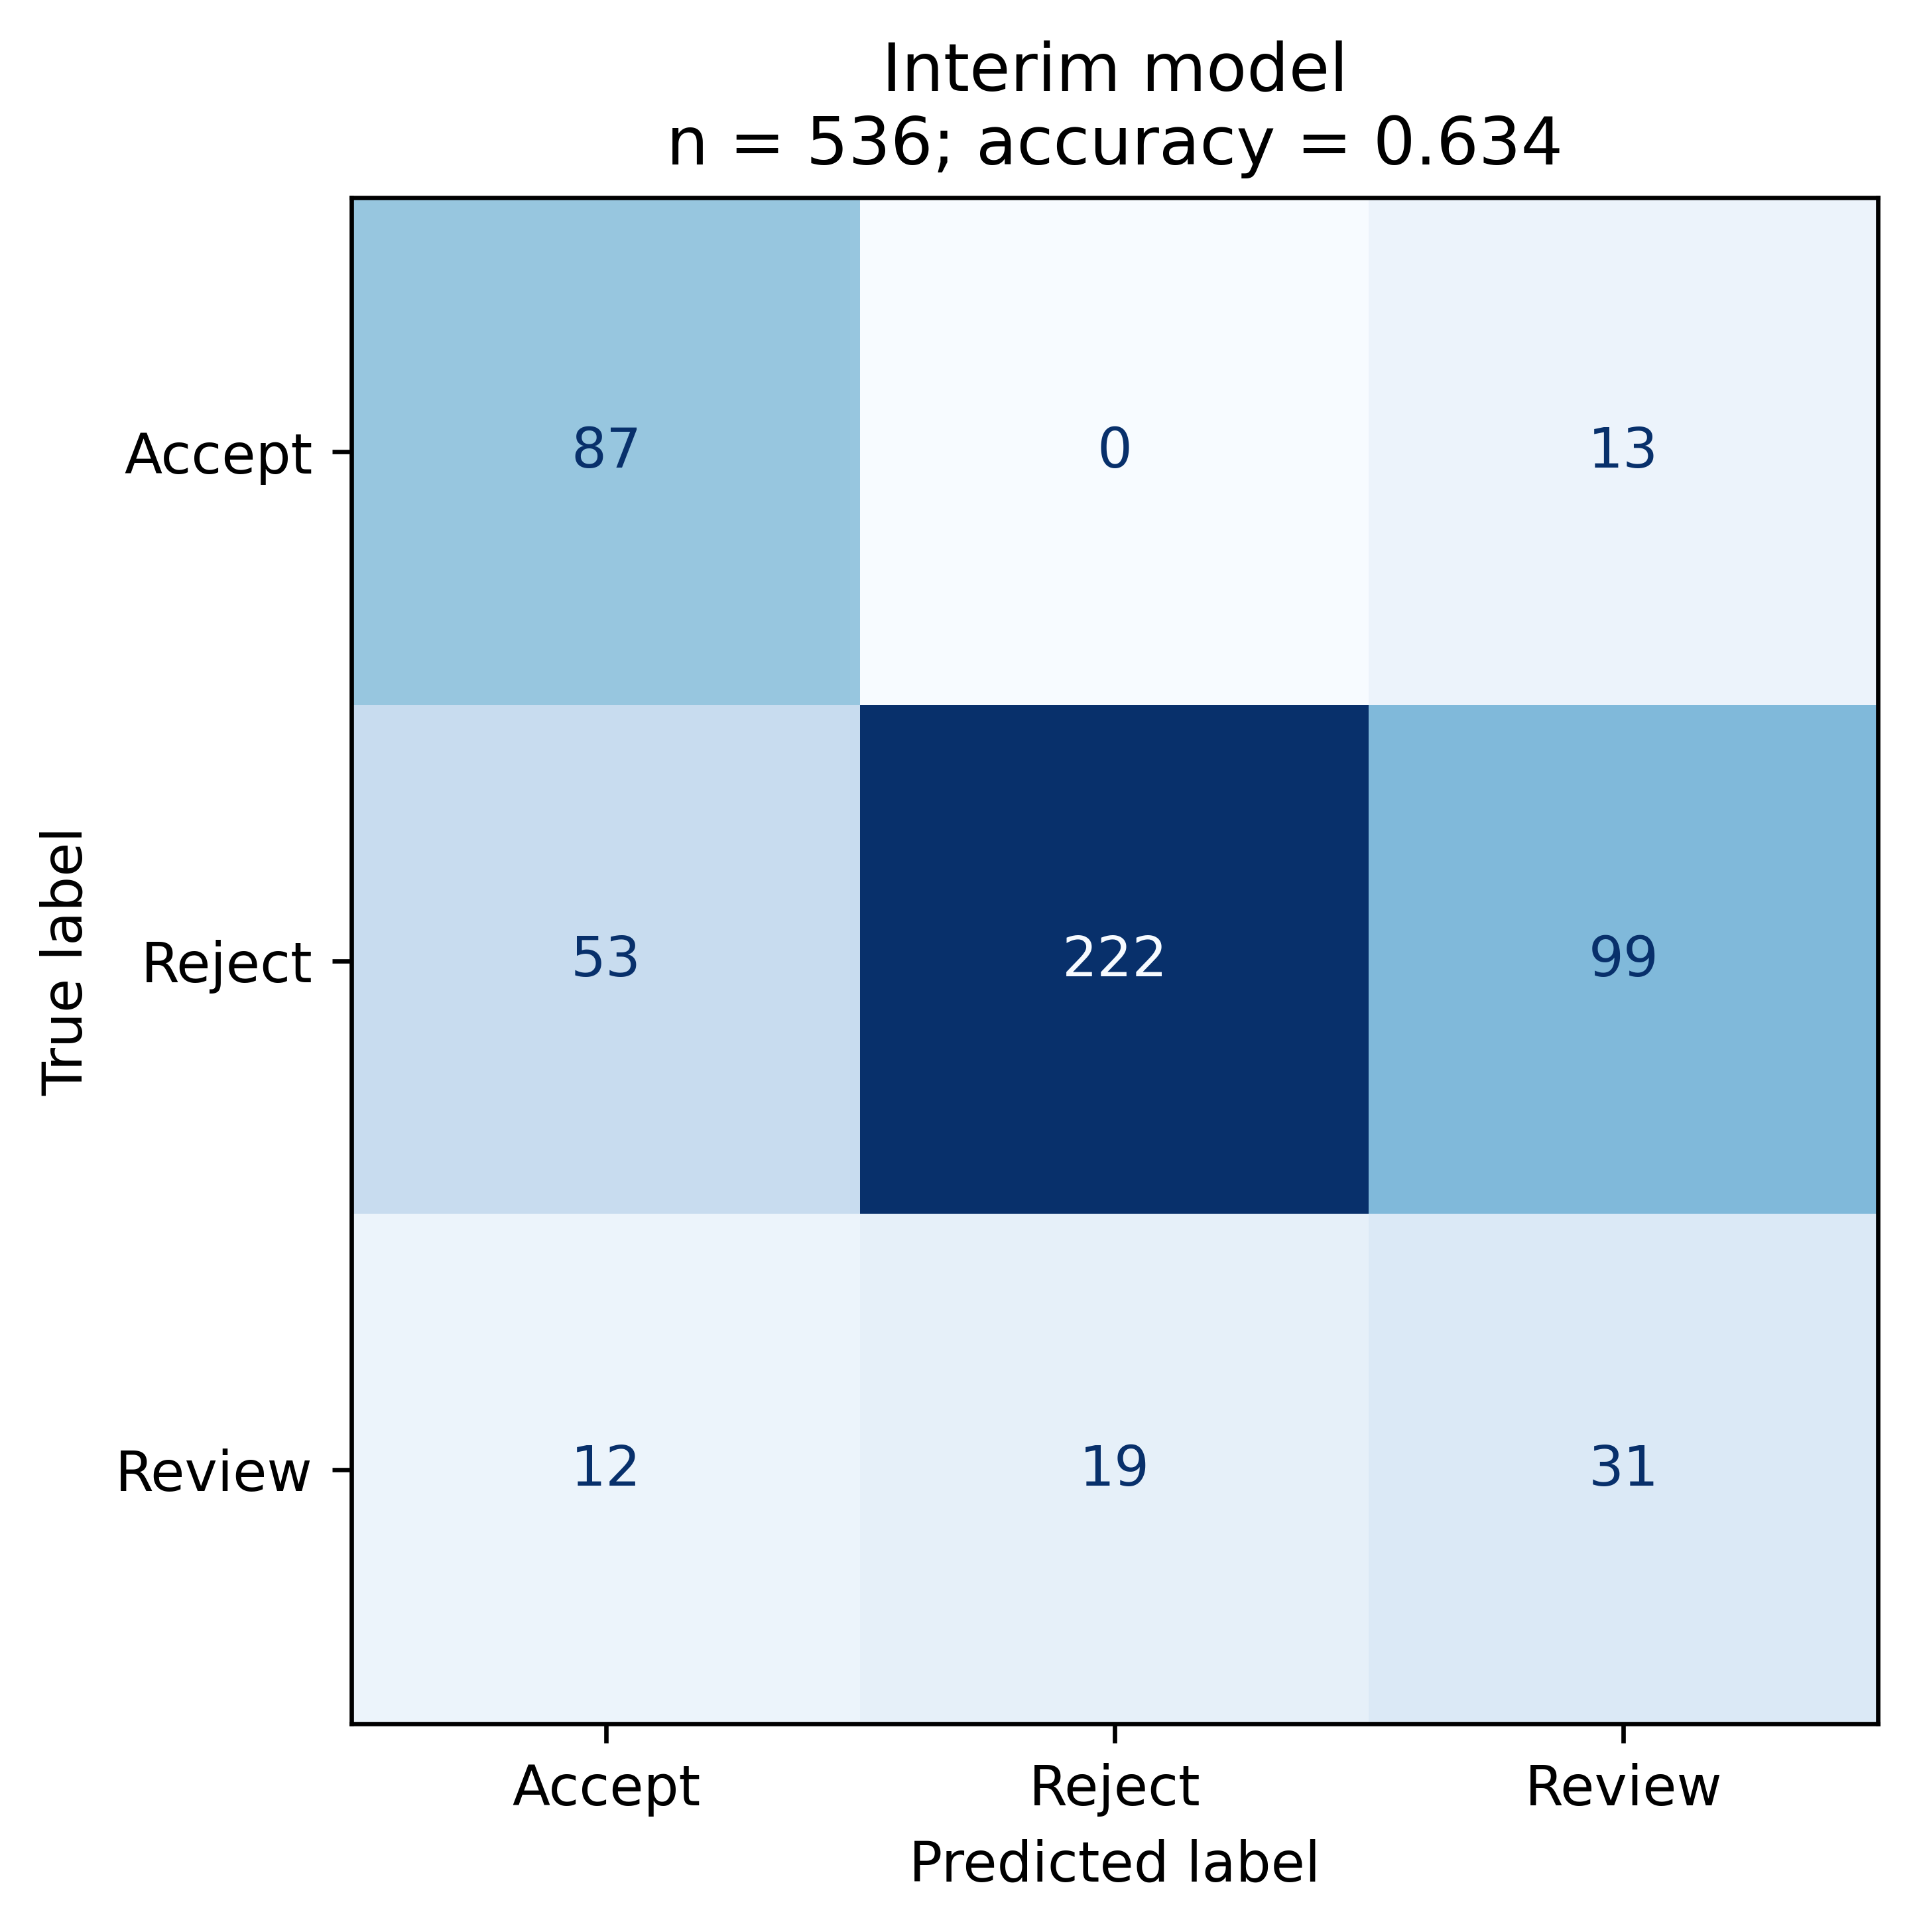 Interim model
n = 536; accuracy = 0.634
True label
Accept
87 0 13
Reject
53 222 99
Review
12 19 31
Accept Reject Review
Predicted label